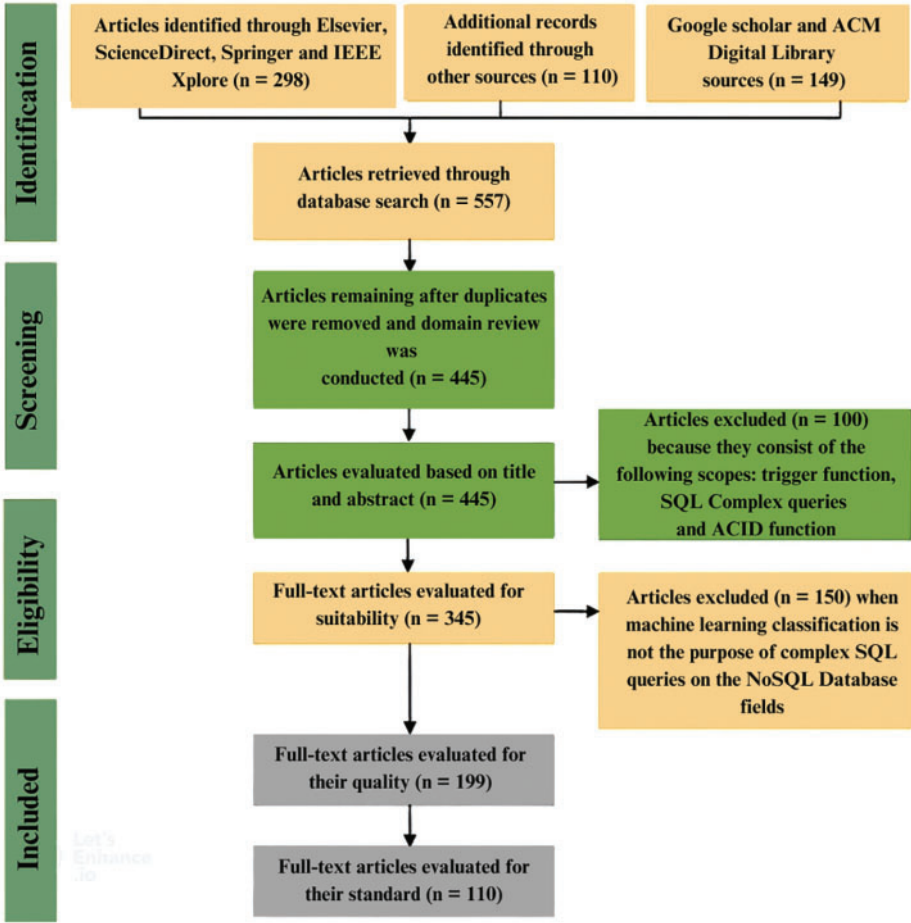 Identification
Articles identified through Elsevier,
ScienceDirect, Springer and IEEE
Xplore (n = 298)
Additional records
identified through
other sources (n = 110)
Google scholar and ACM
Digital Library
sources (n = 149)
Articles retrieved through
database search (n = 557)
Screening
Articles remaining after duplicates
were removed and domain review
was
conducted (n = 445)
Articles evaluated based on title
and abstract (n = 445)
Articles excluded (n = 100)
because they consist of the
following scopes: trigger function,
SQL Complex queries
and ACID function
Eligibility
Full-text articles evaluated for
suitability (n = 345)
Articles excluded (n = 150) when
machine learning classification is
not the purpose of complex SQL
queries on the NoSQL Database
fields
Included
Full-text articles evaluated for
their quality (n = 199)
Full-text articles evaluated for
their standard (n = 110)
Let's
Enhance
.io